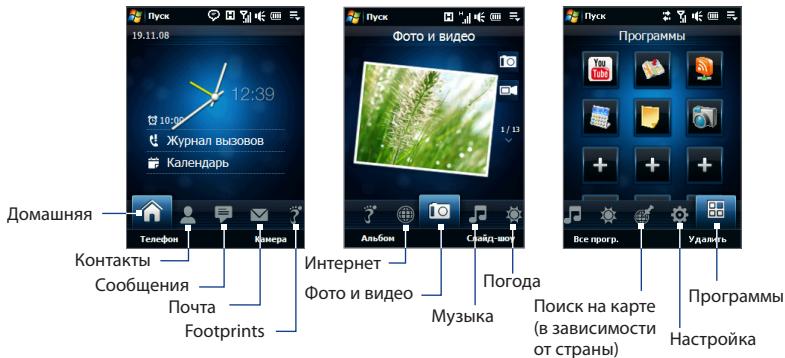 Пуск
19.11.08
12:39
10:00
Журнал вызовов
Календарь
Телефон
Камера
Домашняя
Контакты
Сообщения
Почта
Footprints
Пуск
H
Фото и видео
1 / 13
Альбом
Слайд-шоу
Интернет
Фото и видео
Музыка
Погода
Пуск
Программы
You
Tube
Все прогр.
Удалить
Поиск на карте
(в зависимости
от страны)
Настройка
Программы